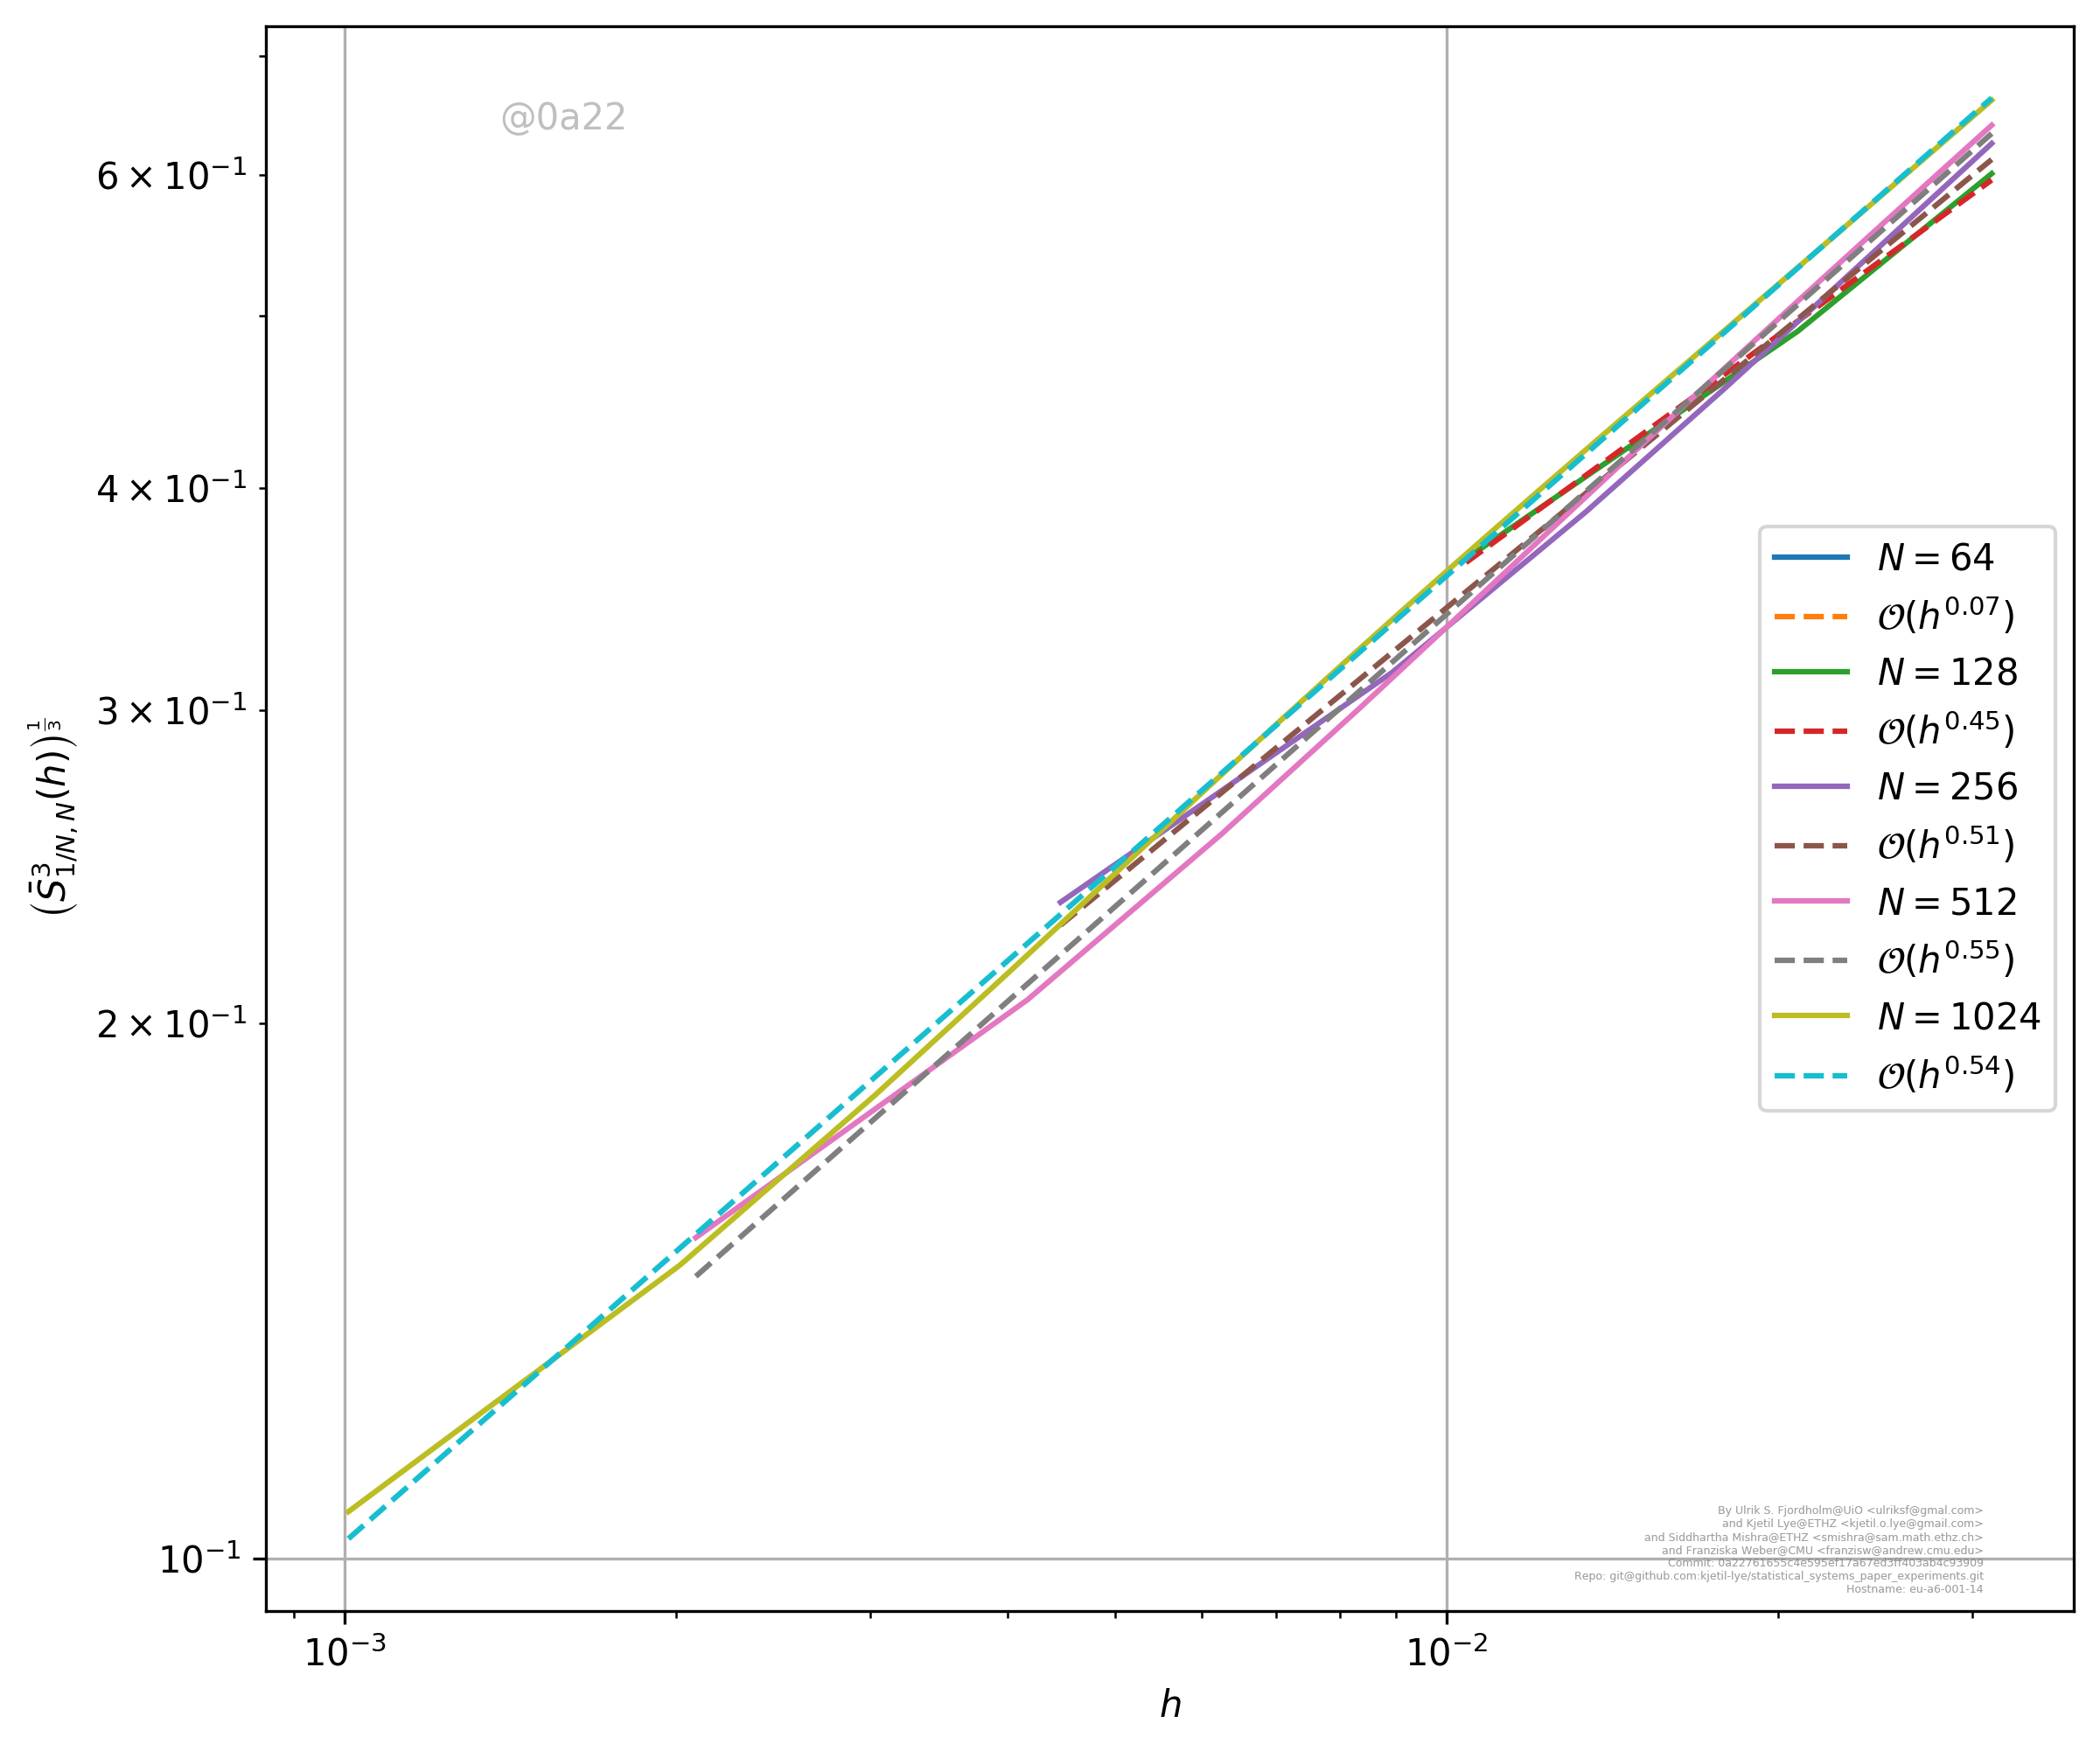 @0a22
6 × 10⁻¹
4 × 10⁻¹
3 × 10⁻¹
2 × 10⁻¹
10⁻¹
(S̄³₁/N, N(h))^(1/3)
N = 64
𝒪(h^0.07)
N = 128
𝒪(h^0.45)
N = 256
𝒪(h^0.51)
N = 512
𝒪(h^0.55)
N = 1024
𝒪(h^0.54)
By Ulrik S. Fjordholm@UiO <ulriksf@gmal.com>
and Kjetil Lye@ETHZ <kjetil.o.lye@gmail.com>
and Siddhartha Mishra@ETHZ <smishra@sam.math.ethz.ch>
and Franziska Weber@CMU <franzisw@andrew.cmu.edu>
Commit: 0a22761655c4e595ef17a67ed3ff403ab4c93909
Repo: git@github.com:kjetil-lye/statistical_systems_paper_experiments.git
Hostname: eu-a6-001-14
10⁻³
10⁻²
h